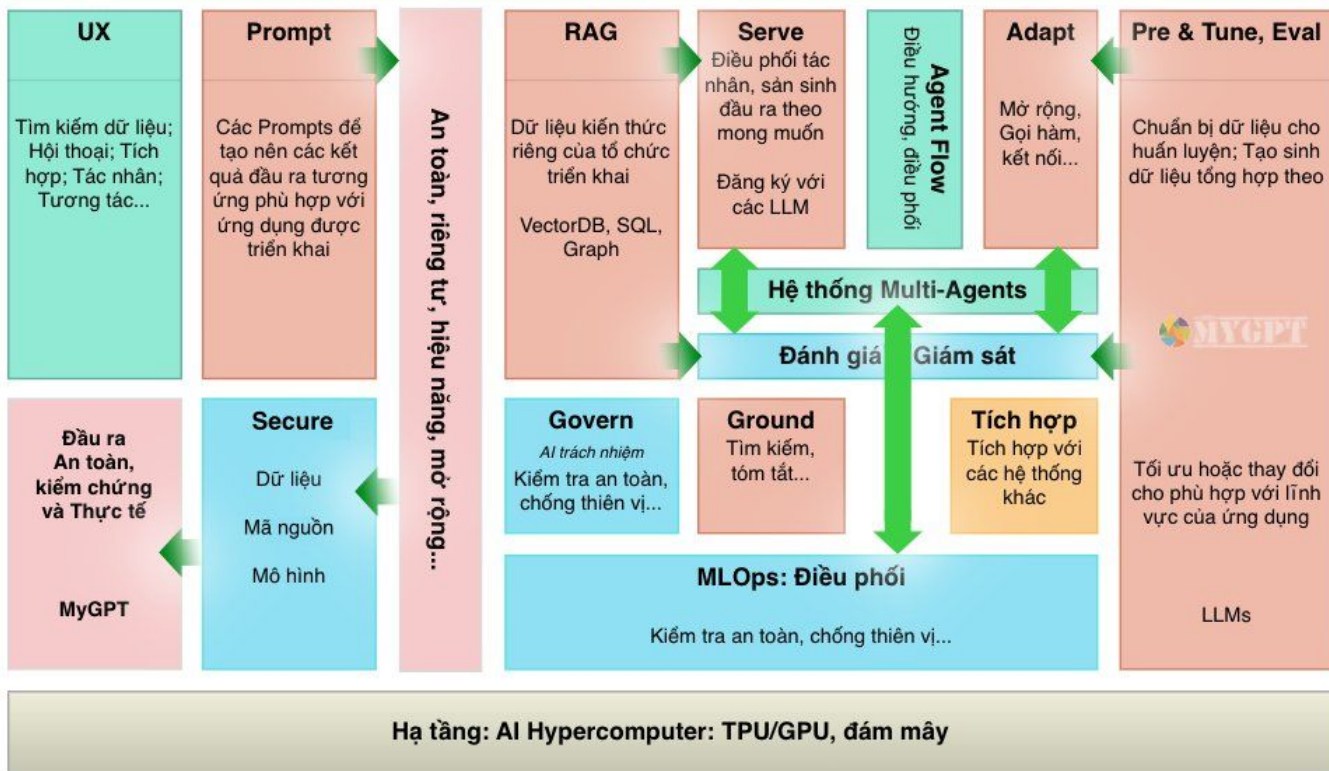 UX
Tìm kiếm dữ liệu;
Hội thoại; Tích
hợp; Tác nhân;
Tương tác...
Prompt
Các Prompts để
tạo nên các kết
quả đầu ra tương
ứng phù hợp với
ứng dụng được
triển khai
An toàn, riêng tư, hiệu năng, mở rộng...
RAG
Dữ liệu kiến thức
riêng của tổ chức
triển khai
VectorDB, SQL,
Graph
Serve
Điều phối tác
nhân, sản sinh
đầu ra theo
mong muốn
Đăng ký với
các LLM
Agent Flow
Điều hướng, điều phối
Adapt
Mở rộng,
Gọi hàm,
kết nối...
Pre & Tune, Eval
Chuẩn bị dữ liệu cho
huấn luyện; Tạo sinh
dữ liệu tổng hợp theo
MYGPT
Tối ưu hoặc thay đổi
cho phù hợp với lĩnh
vực của ứng dụng
LLMs
Hệ thống Multi-Agents
Đánh giá Giám sát
Đầu ra
An toàn,
kiểm chứng
và Thực tế
MyGPT
Secure
Dữ liệu
Mã nguồn
Mô hình
Govern
AI trách nhiệm
Kiểm tra an toàn,
chống thiên vị...
Ground
Tìm kiếm,
tóm tắt...
Tích hợp
Tích hợp với
các hệ thống
khác
MLOps: Điều phối
Kiểm tra an toàn, chống thiên vị...
Hạ tầng: AI Hypercomputer: TPU/GPU, đám mây